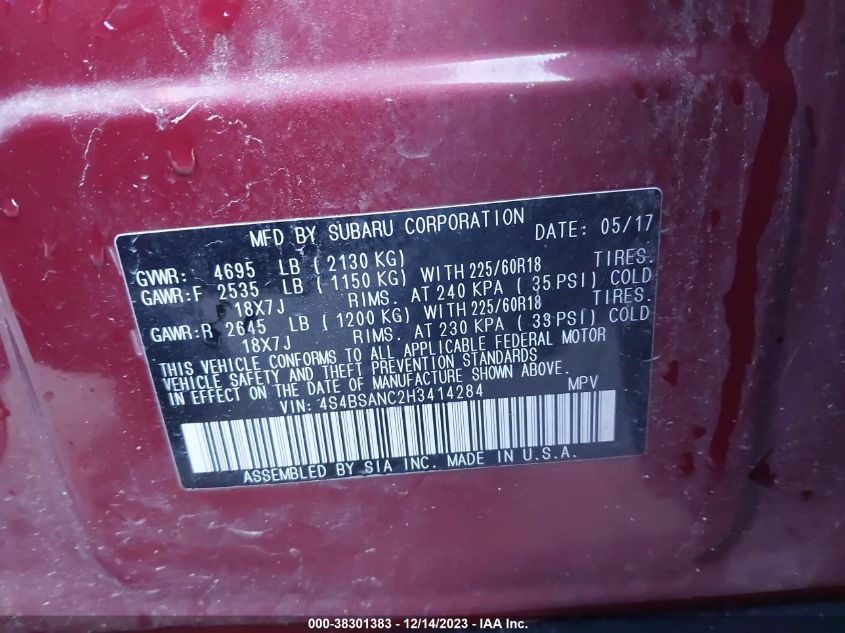 MFD BY SUBARU CORPORATION DATE: 05/17
GVWR: 4695 LB (2130 KG)
GAWR:F 2535 LB (1150 KG) WITH 225/60R18 TIRES.
18X7J RIMS. AT 240 KPA (35 PSI) COLD
GAWR:R 2645 LB (1200 KG) WITH 225/60R18 TIRES.
18X7J RIMS. AT 230 KPA (33 PSI) COLD
THIS VEHICLE CONFORMS TO ALL APPLICABLE FEDERAL MOTOR
VEHICLE SAFETY AND THEFT PREVENTION STANDARDS
IN EFFECT ON THE DATE OF MANUFACTURE SHOWN ABOVE.
VIN: 4S4BSANC2H3414284 MPV
ASSEMBLED BY SIA INC. MADE IN U.S.A.
000-38301383 - 12/14/2023 - IAA Inc.